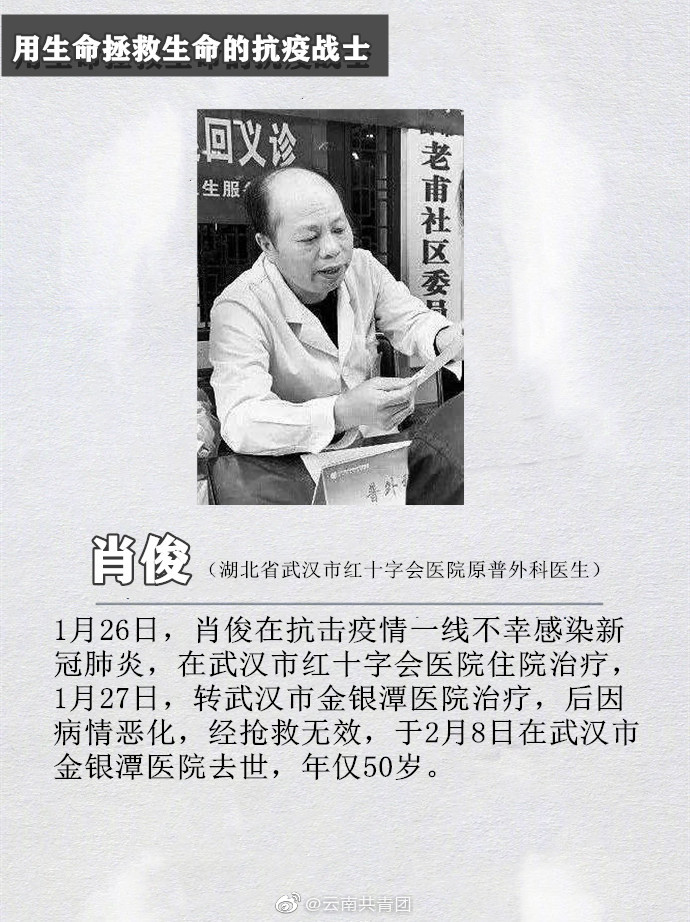 用生命拯救生命的抗疫战士
回义诊
生服务
老甫社区委员
普外科
肖俊（湖北省武汉市红十字会医院原普外科医生）
1月26日，肖俊在抗击疫情一线不幸感染新
冠肺炎，在武汉市红十字会医院住院治疗，
1月27日，转武汉市金银潭医院治疗，后因
病情恶化，经抢救无效，于2月8日在武汉市
金银潭医院去世，年仅50岁。
@云南共青团